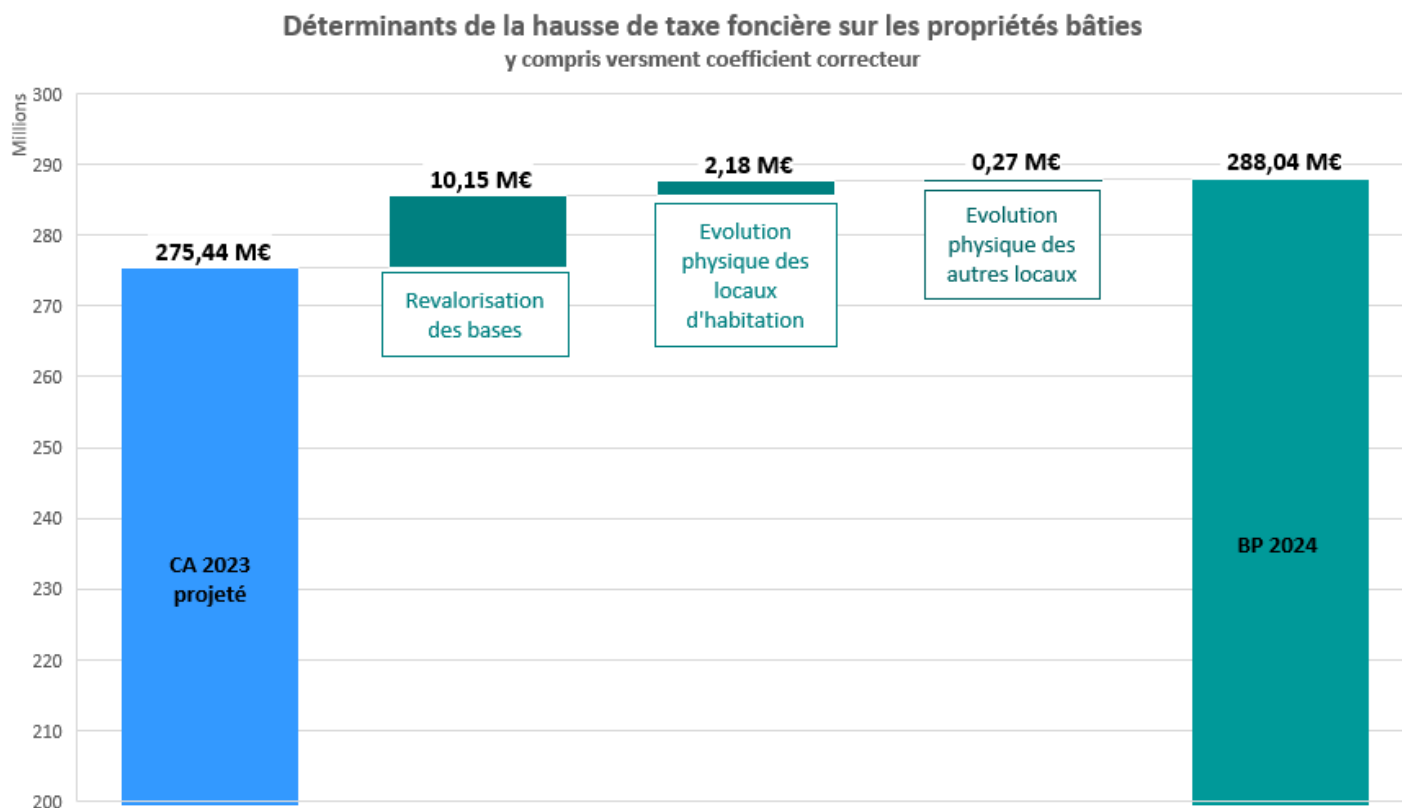 Déterminants de la hausse de taxe foncière sur les propriétés bâties
y compris versment coefficient correcteur
Millions
300
290
280
270
260
250
240
230
220
210
200
275,44 M€
CA 2023
projeté
10,15 M€
Revalorisation
des bases
2,18 M€
Evolution
physique des
locaux
d'habitation
0,27 M€
Evolution
physique des
autres locaux
288,04 M€
BP 2024